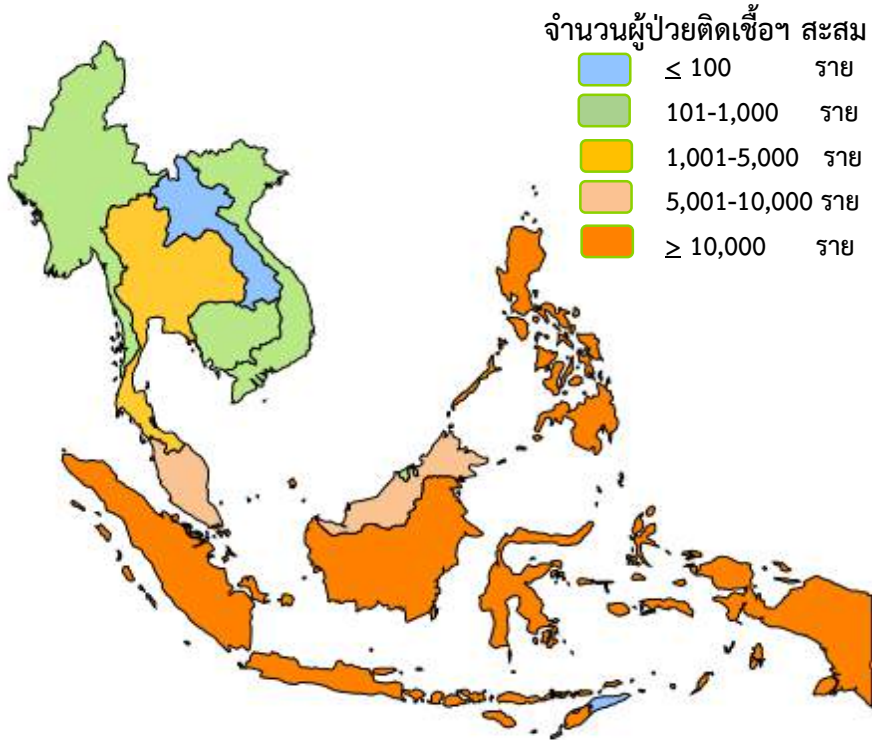 จำนวนผู้ป่วยติดเชื้อฯ สะสม
≤ 100 ราย
101-1,000 ราย
1,001-5,000 ราย
5,001-10,000 ราย
≥ 10,000 ราย